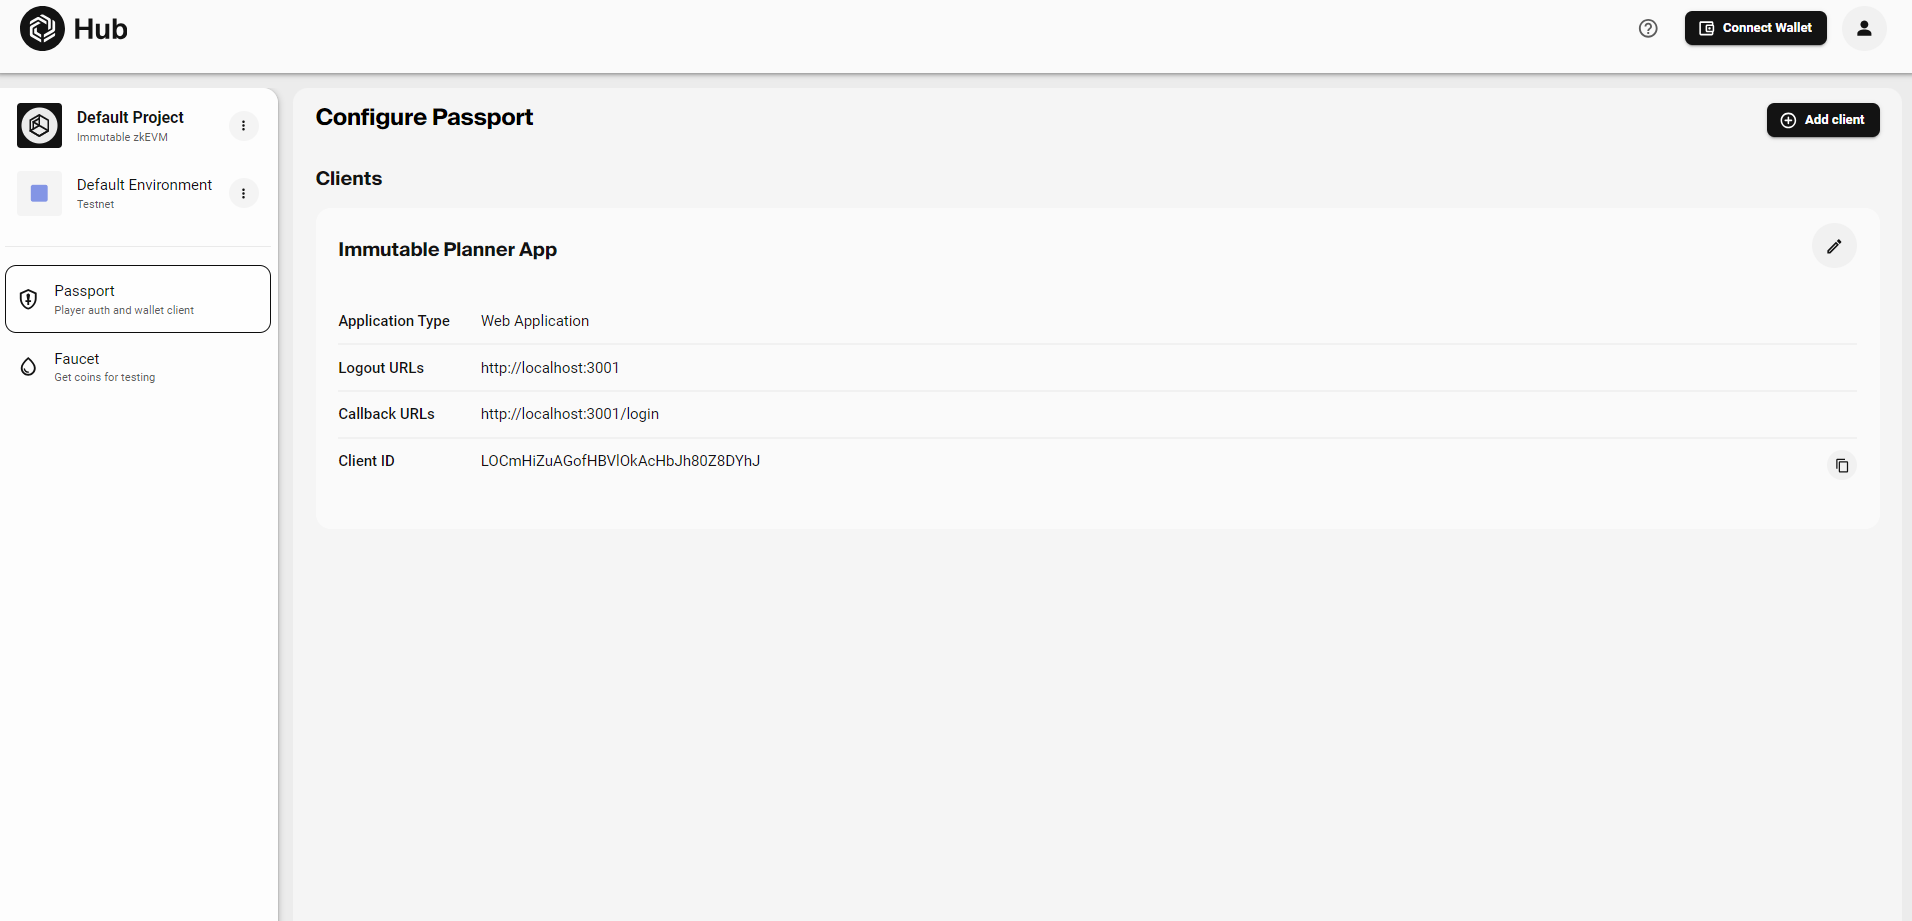 Hub
Connect Wallet
Default Project
Immutable zkEVM
Default Environment
Testnet
Passport
Player auth and wallet client
Faucet
Get coins for testing
Configure Passport
Add client
Clients
Immutable Planner App
Application Type Web Application
Logout URLs http://localhost:3001
Callback URLs http://localhost:3001/login
Client ID LOCmHiZuAGofHBVlOkAcHbJh80Z8DYhJ